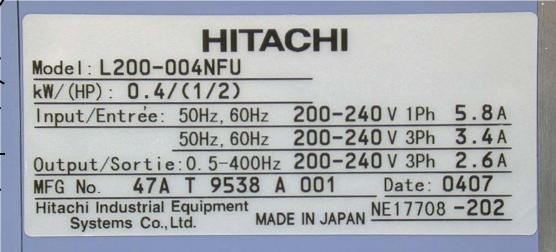 HITACHI
Model: L200-004NFU
kW/(HP): 0.4/(1/2)
Input/Entrée: 50Hz, 60Hz 200-240 V 1Ph 5.8 A
50Hz, 60Hz 200-240 V 3Ph 3.4 A
Output/Sortie: 0.5-400Hz 200-240 V 3Ph 2.6 A
MFG No. 47A T 9538 A 001 Date: 0407
Hitachi Industrial Equipment
Systems Co., Ltd. MADE IN JAPAN NE17708 -202